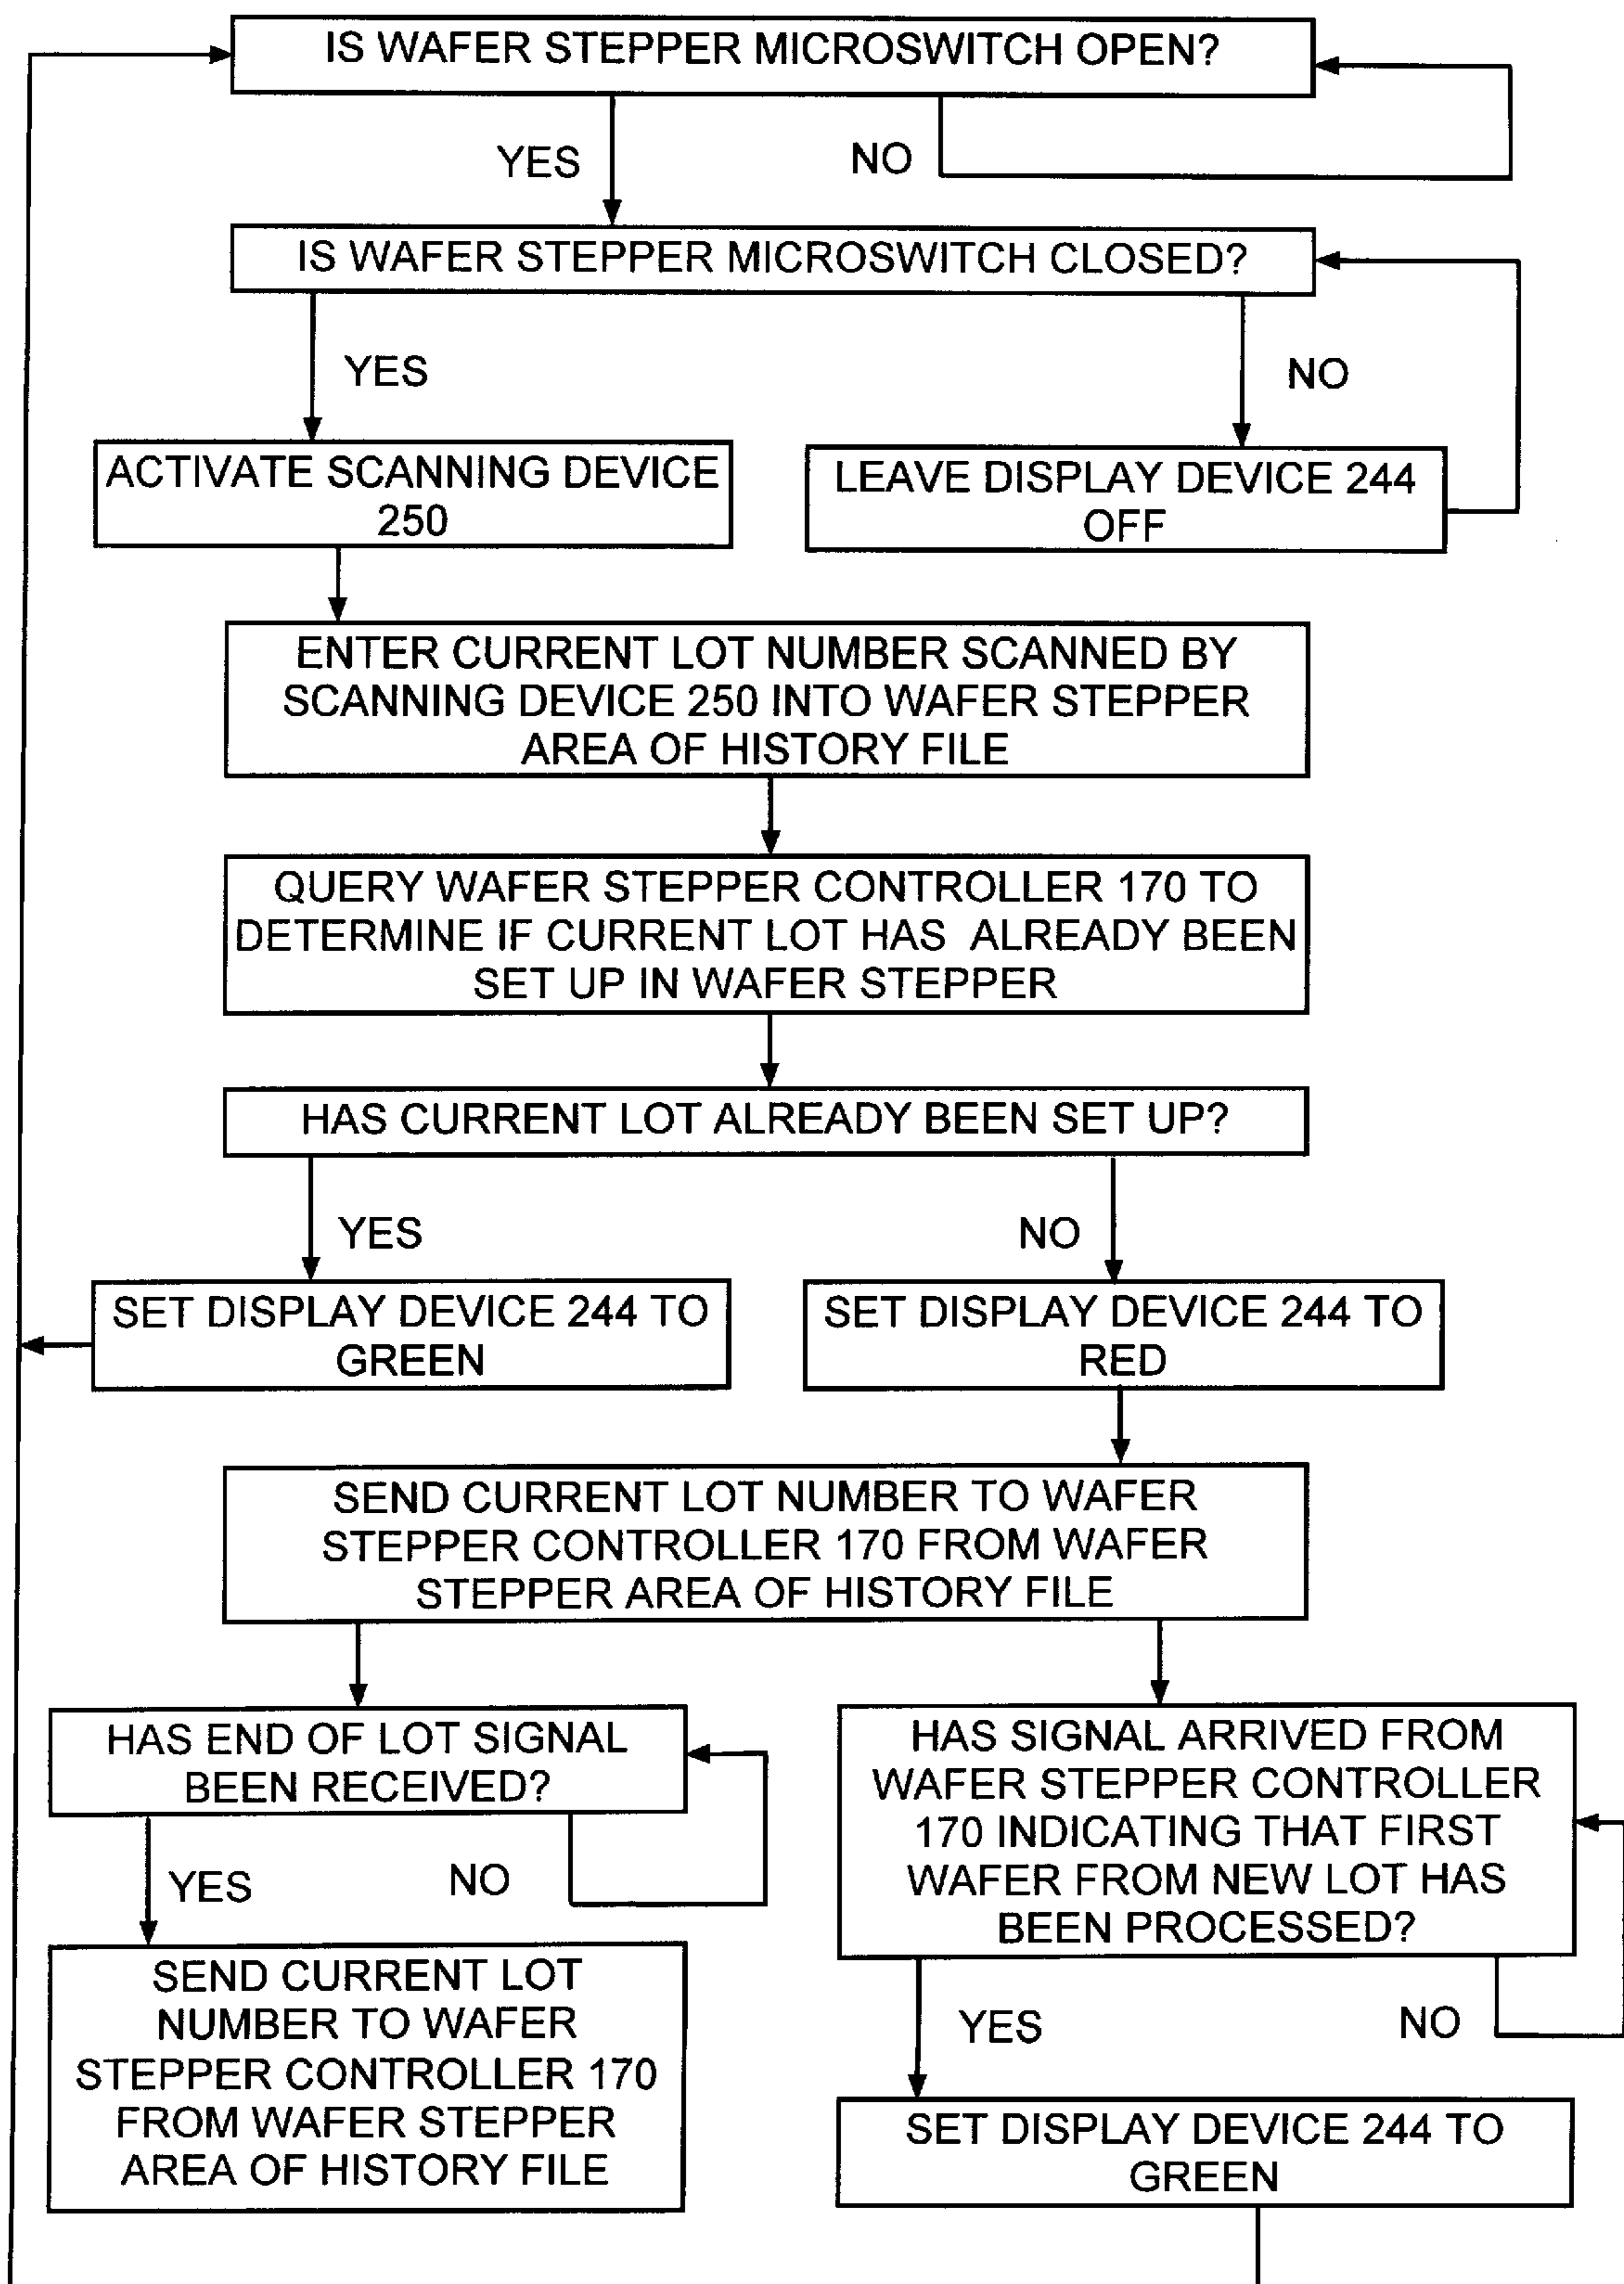 IS WAFER STEPPER MICROSWITCH OPEN?
YES
NO
IS WAFER STEPPER MICROSWITCH CLOSED?
YES
NO
ACTIVATE SCANNING DEVICE
250
LEAVE DISPLAY DEVICE 244
OFF
ENTER CURRENT LOT NUMBER SCANNED BY
SCANNING DEVICE 250 INTO WAFER STEPPER
AREA OF HISTORY FILE
QUERY WAFER STEPPER CONTROLLER 170 TO
DETERMINE IF CURRENT LOT HAS ALREADY BEEN
SET UP IN WAFER STEPPER
HAS CURRENT LOT ALREADY BEEN SET UP?
YES
NO
SET DISPLAY DEVICE 244 TO
GREEN
SET DISPLAY DEVICE 244 TO
RED
SEND CURRENT LOT NUMBER TO WAFER
STEPPER CONTROLLER 170 FROM WAFER
STEPPER AREA OF HISTORY FILE
HAS END OF LOT SIGNAL
BEEN RECEIVED?
YES
NO
SEND CURRENT LOT
NUMBER TO WAFER
STEPPER CONTROLLER 170
FROM WAFER STEPPER
AREA OF HISTORY FILE
HAS SIGNAL ARRIVED FROM
WAFER STEPPER CONTROLLER
170 INDICATING THAT FIRST
WAFER FROM NEW LOT HAS
BEEN PROCESSED?
YES
NO
SET DISPLAY DEVICE 244 TO
GREEN